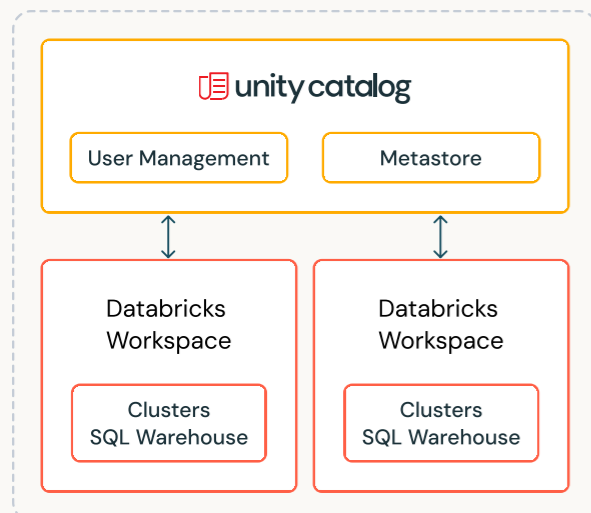 unity catalog
User Management
Metastore
Databricks
Workspace
Clusters
SQL Warehouse
Databricks
Workspace
Clusters
SQL Warehouse